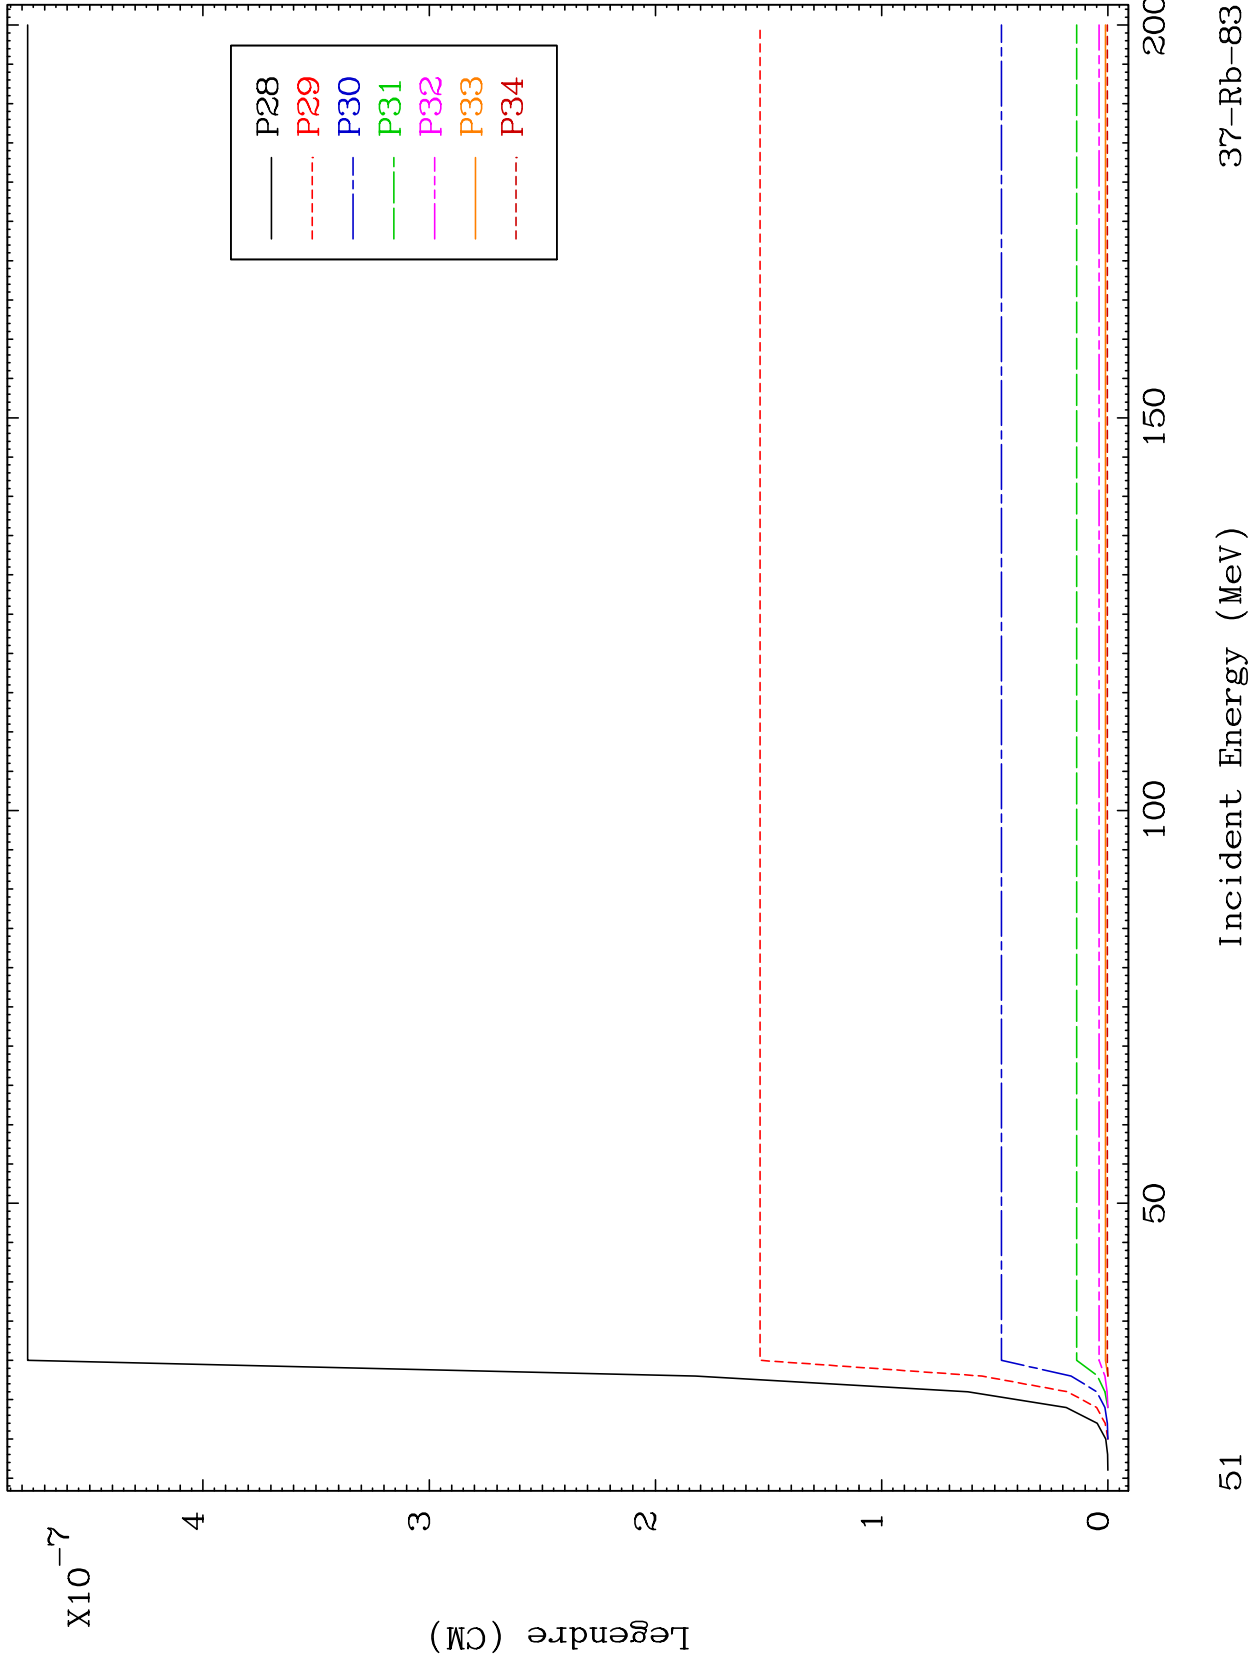 X10-7
4
3
2
1
0
Legendre (CM)
P28
P29
P30
P31
P32
P33
P34
50
100
150
200
Incident Energy (MeV)
51
37-Rb-83